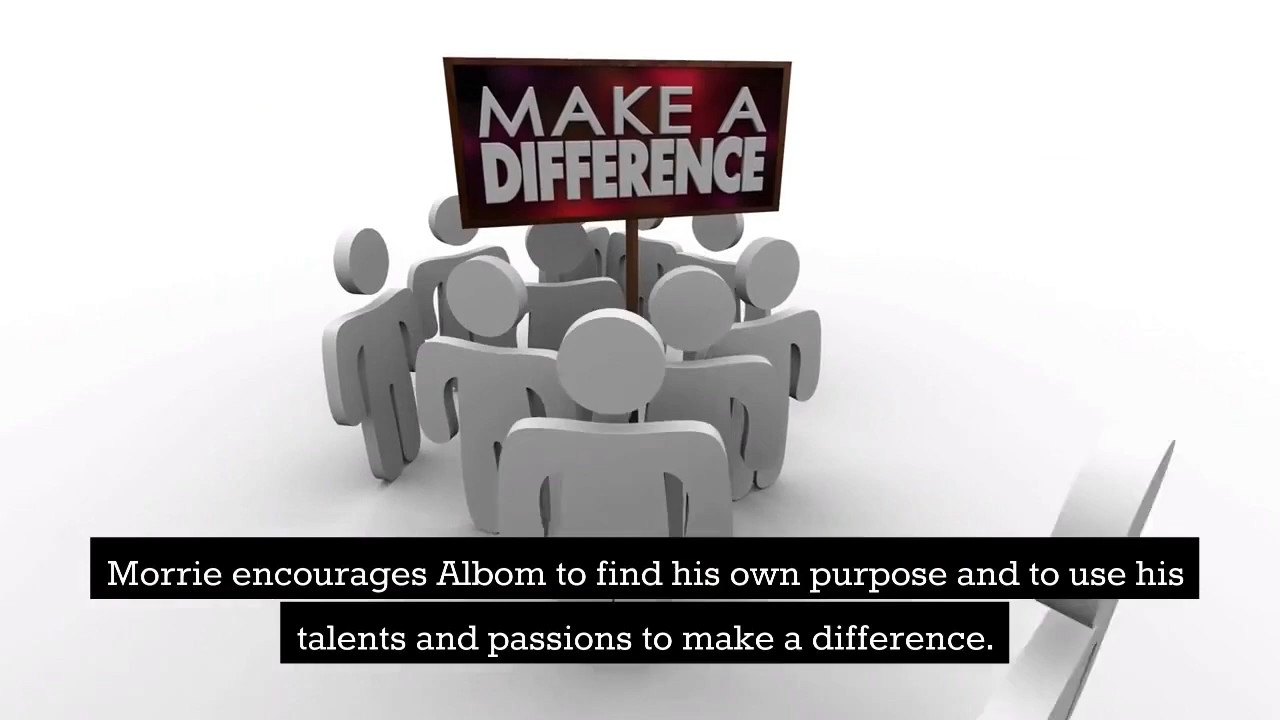 MAKE A
DIFFERENCE
Morrie encourages Albom to find his own purpose and to use his
talents and passions to make a difference.